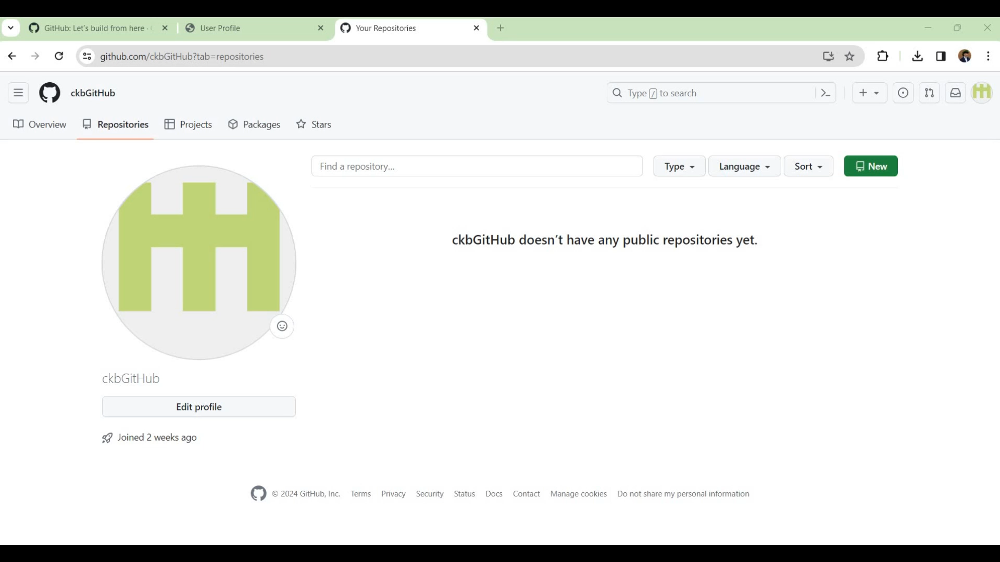 GitHub: Let's build from here ·
User Profile
Your Repositories
github.com/ckbGitHub?tab=repositories
ckbGitHub
Type / to search
Overview
Repositories
Projects
Packages
Stars
Find a repository...
Type
Language
Sort
New
ckbGitHub doesn't have any public repositories yet.
ckbGitHub
Edit profile
Joined 2 weeks ago
© 2024 GitHub, Inc.
Terms
Privacy
Security
Status
Docs
Contact
Manage cookies
Do not share my personal information